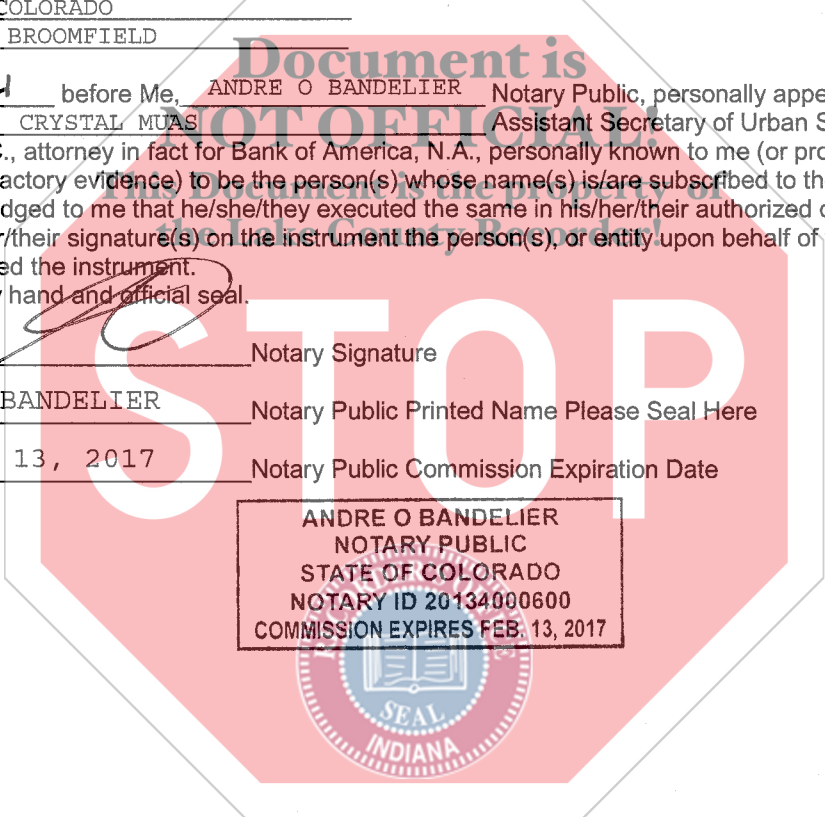 COLORADO
BROOMFIELD
Document is
before Me, ANDRE O BANDELIER Notary Public, personally appe
NOT OFFICIAL!
CRYSTAL MUAS Assistant Secretary of Urban S
., attorney in fact for Bank of America, N.A., personally known to me (or pro
actory evidence) to be the person(s) whose name(s) is/are subscribed to th
This Document is the property of
dged to me that he/she/they executed the same in his/her/their authorized
the Lake County Recorder!
r/their signature(s) on the instrument the person(s), or entity upon behalf of
ed the instrument.
hand and official seal.
STOP
Notary Signature
BANDELIER Notary Public Printed Name Please Seal Here
13, 2017 Notary Public Commission Expiration Date
ANDRE O BANDELIER
NOTARY PUBLIC
STATE OF COLORADO
NOTARY ID 20134000600
COMMISSION EXPIRES FEB. 13, 2017
RECORDER'S OFFICE
SEAL
INDIANA